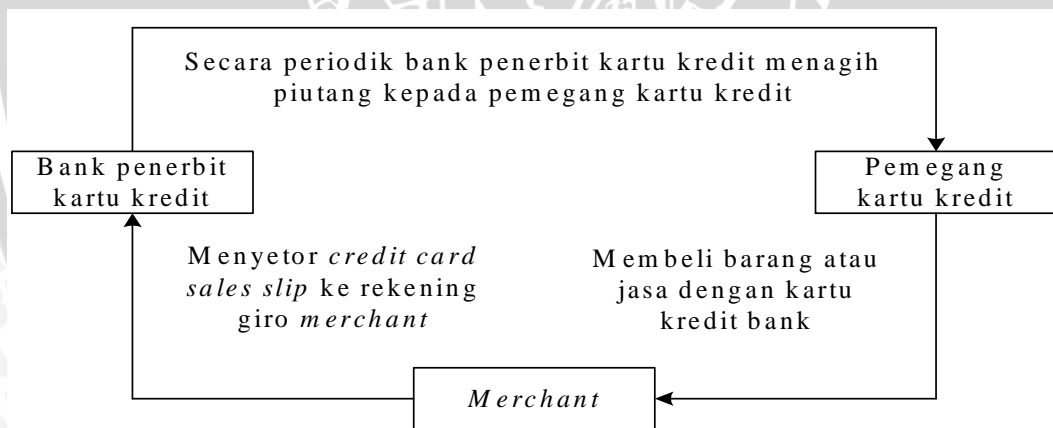 Secara periodik bank penerbit kartu kredit menagih
piutang kepada pemegang kartu kredit
Bank penerbit
kartu kredit
Pemegang
kartu kredit
Menyetor credit card
sales slip ke rekening
giro merchant
Membeli barang atau
jasa dengan kartu
kredit bank
Merchant